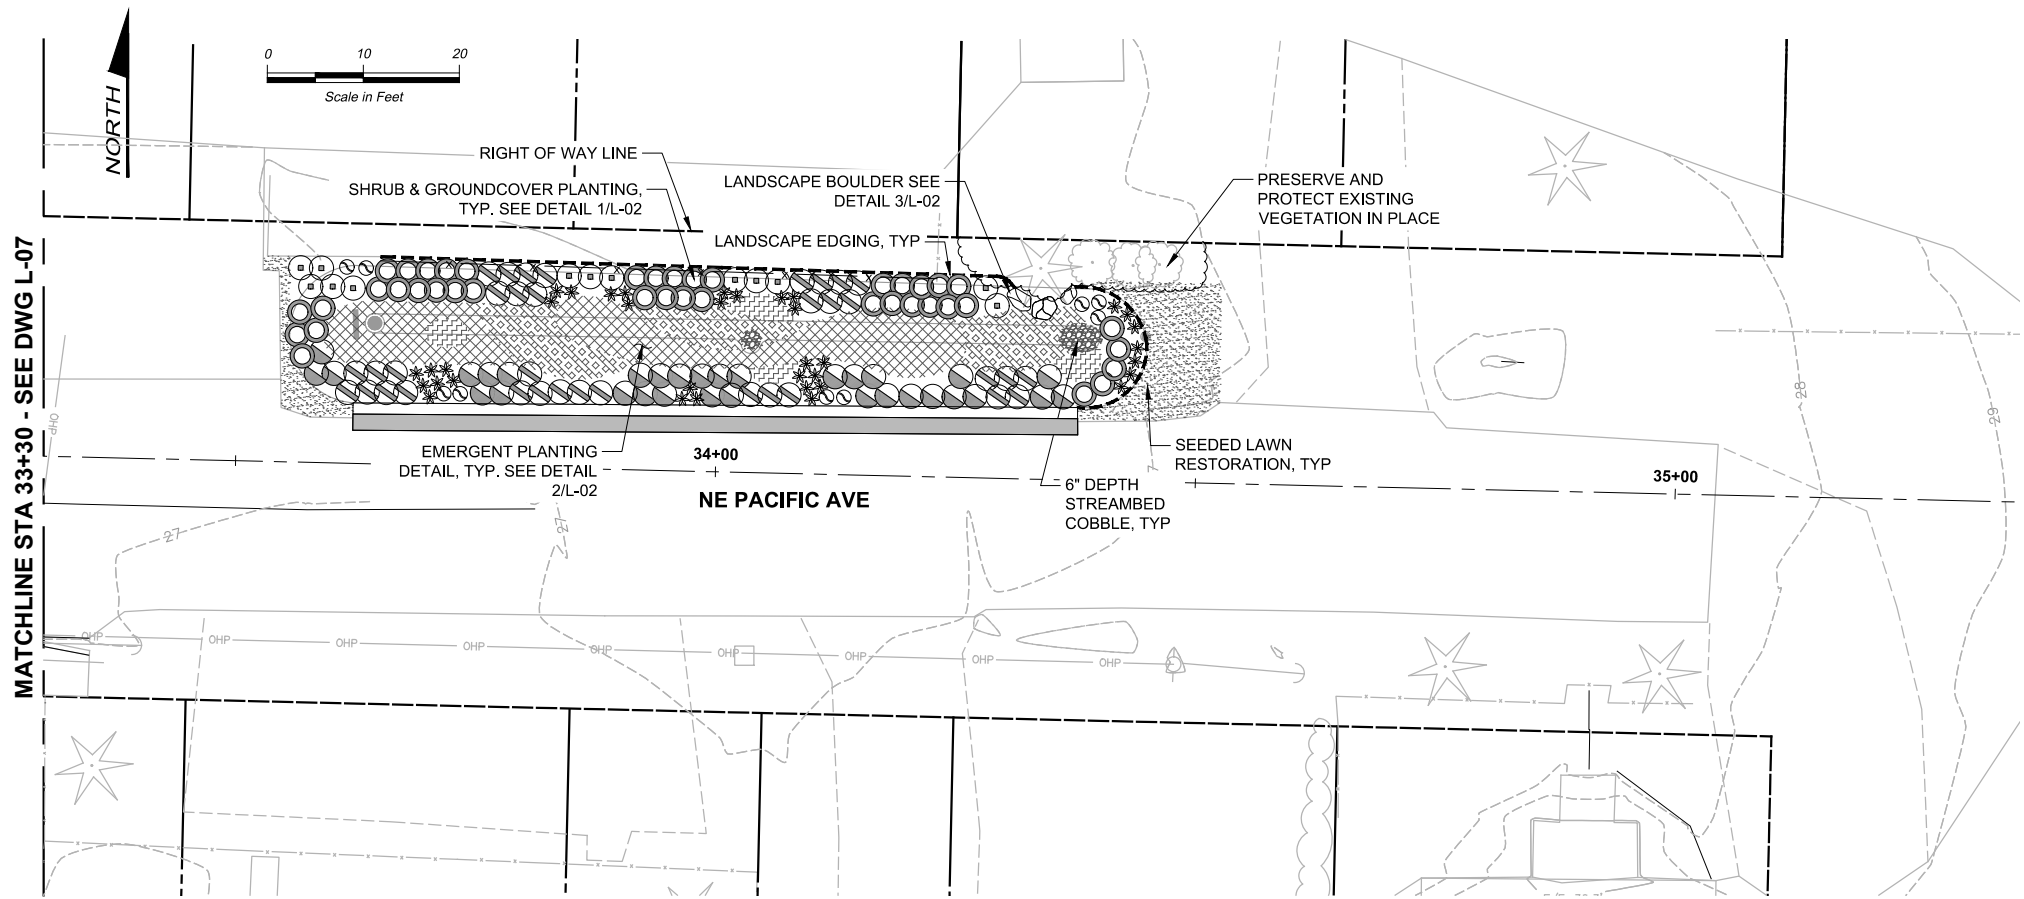 0 10 20
Scale in Feet
NORTH
RIGHT OF WAY LINE
SHRUB & GROUNDCOVER PLANTING,
TYP. SEE DETAIL 1/L-02
LANDSCAPE BOULDER SEE
DETAIL 3/L-02
LANDSCAPE EDGING, TYP
PRESERVE AND
PROTECT EXISTING
VEGETATION IN PLACE
MATCHLINE STA 33+30 - SEE DWG L-07
OHP
28
29
EMERGENT PLANTING
DETAIL, TYP. SEE DETAIL
2/L-02
34+00
NE PACIFIC AVE
SEEDED LAWN
RESTORATION, TYP
6" DEPTH
STREAMBED
COBBLE, TYP
35+00
27
27
OHP OHP OHP OHP OHP OHP OHP OHP OHP